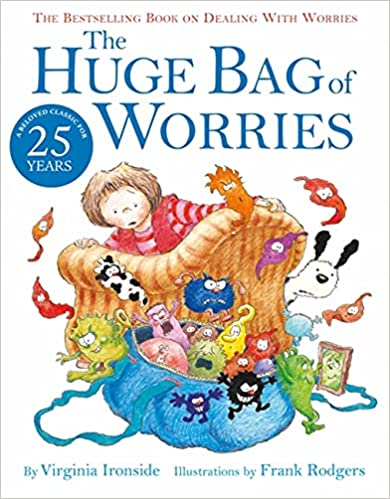 THE BESTSELLING BOOK ON DEALING WITH WORRIES
The
HUGE BAG of
WORRIES
A BELOVED CLASSIC FOR
25
YEARS
By Virginia Ironside Illustrations by Frank Rodgers